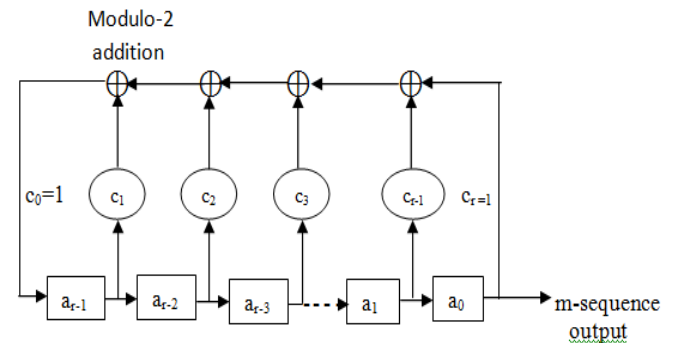 Modulo-2
addition
c₀=1
c₁
c₂
c₃
cᵣ₋₁
cᵣ=1
aᵣ₋₁
aᵣ₋₂
aᵣ₋₃
a₁
a₀
m-sequence
output